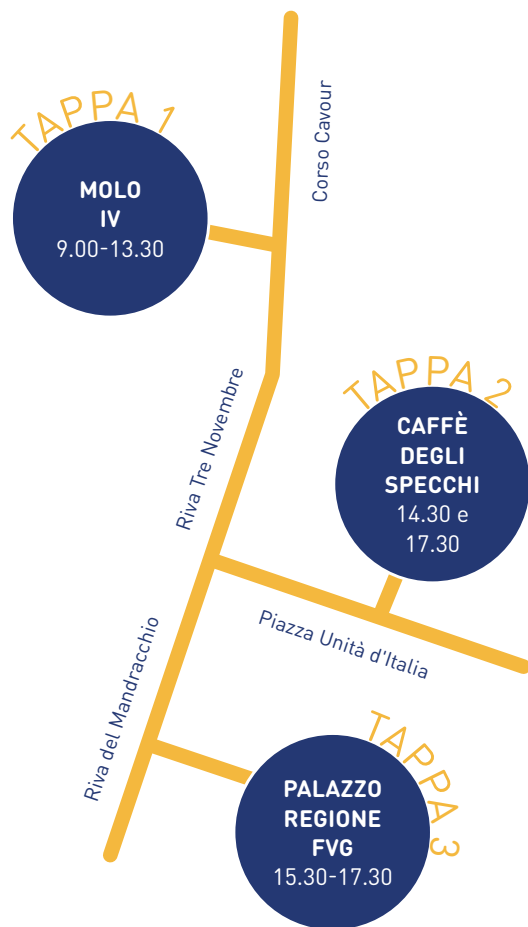 TAPPA 1
MOLO
IV
9.00-13.30
Corso Cavour
Riva Tre Novembre
TAPPA 2
CAFFÈ
DEGLI
SPECCHI
14.30 e
17.30
Piazza Unità d'Italia
Riva del Mandracchio
TAPPA 3
PALAZZO
REGIONE
FVG
15.30-17.30